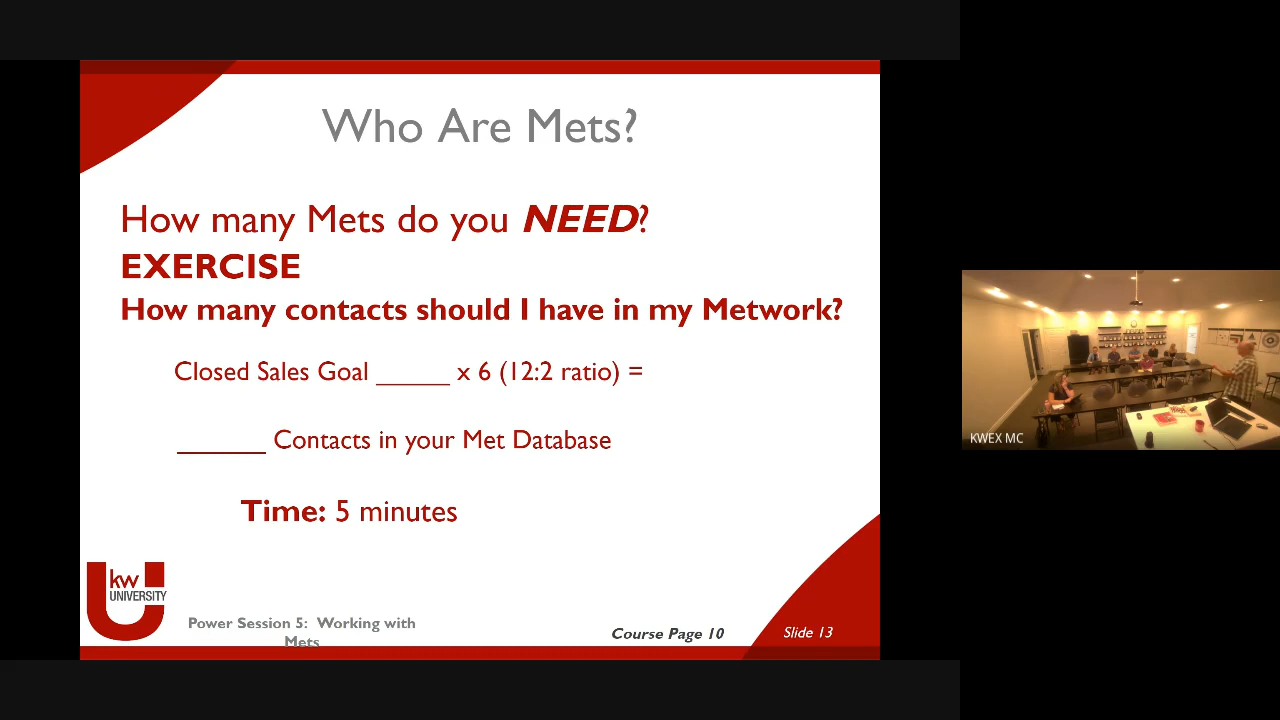 Who Are Mets?
How many Mets do you NEED?
EXERCISE
How many contacts should I have in my Metwork?
Closed Sales Goal _____ x 6 (12:2 ratio) =
______ Contacts in your Met Database
Time: 5 minutes
kw
UNIVERSITY
Power Session 5: Working with
Mets
Course Page 10
Slide 13
KWEX MC